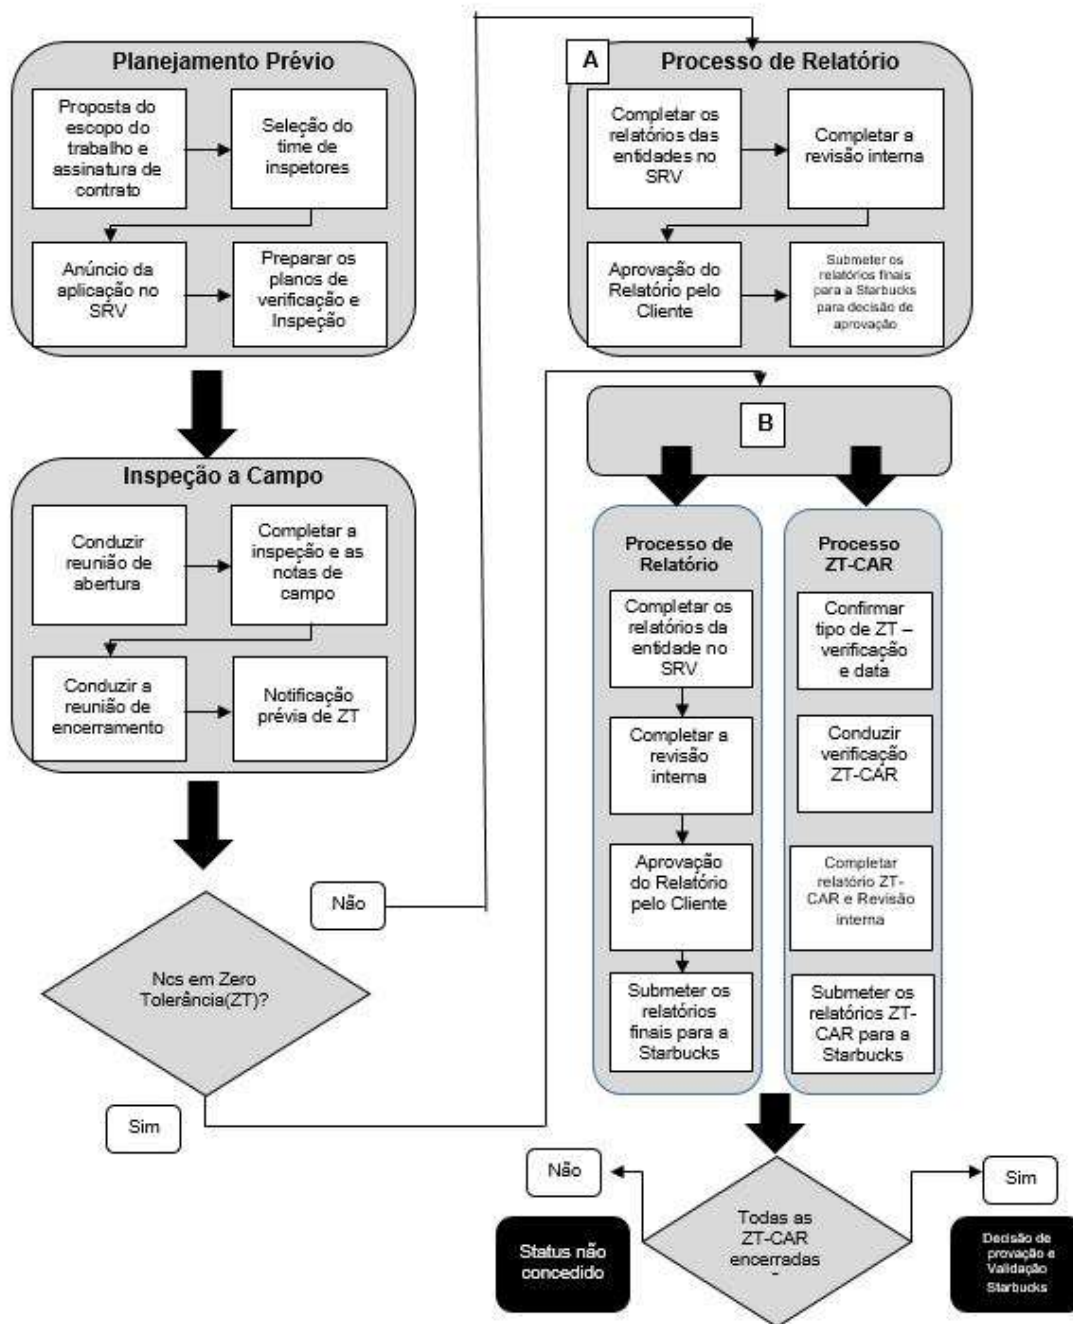 Planejamento Prévio
Proposta do
escopo do
trabalho e
assinatura de
contrato
Seleção do
time de
inspetores
Anúncio da
aplicação no
SRV
Preparar os
planos de
verificação e
Inspeção
Inspeção a Campo
Conduzir
reunião de
abertura
Completar a
inspeção e as
notas de
campo
Conduzir a
reunião de
encerramento
Notificação
prévia de ZT
Ncs em Zero
Tolerância(ZT)?
Não
Sim
A
Processo de Relatório
Completar os
relatórios das
entidades no
SRV
Completar a
revisão interna
Aprovação do
Relatório pelo
Cliente
Submeter os
relatórios finais
para a Starbucks
para decisão de
aprovação
B
Processo de
Relatório
Completar os
relatórios da
entidade no
SRV
Completar a
revisão
interna
Aprovação
do Relatório
pelo Cliente
Submeter os
relatórios
finais para a
Starbucks
Processo
ZT-CAR
Confirmar
tipo de ZT –
verificação
e data
Conduzir
verificação
ZT-CAR
Completar
relatório ZT-
CAR e Revisão
interna
Submeter os
relatórios ZT-
CAR para a
Starbucks
Todas as
ZT-CAR
encerradas
Não
Status não
concedido
Sim
Decisão de
provação e
Validação
Starbucks